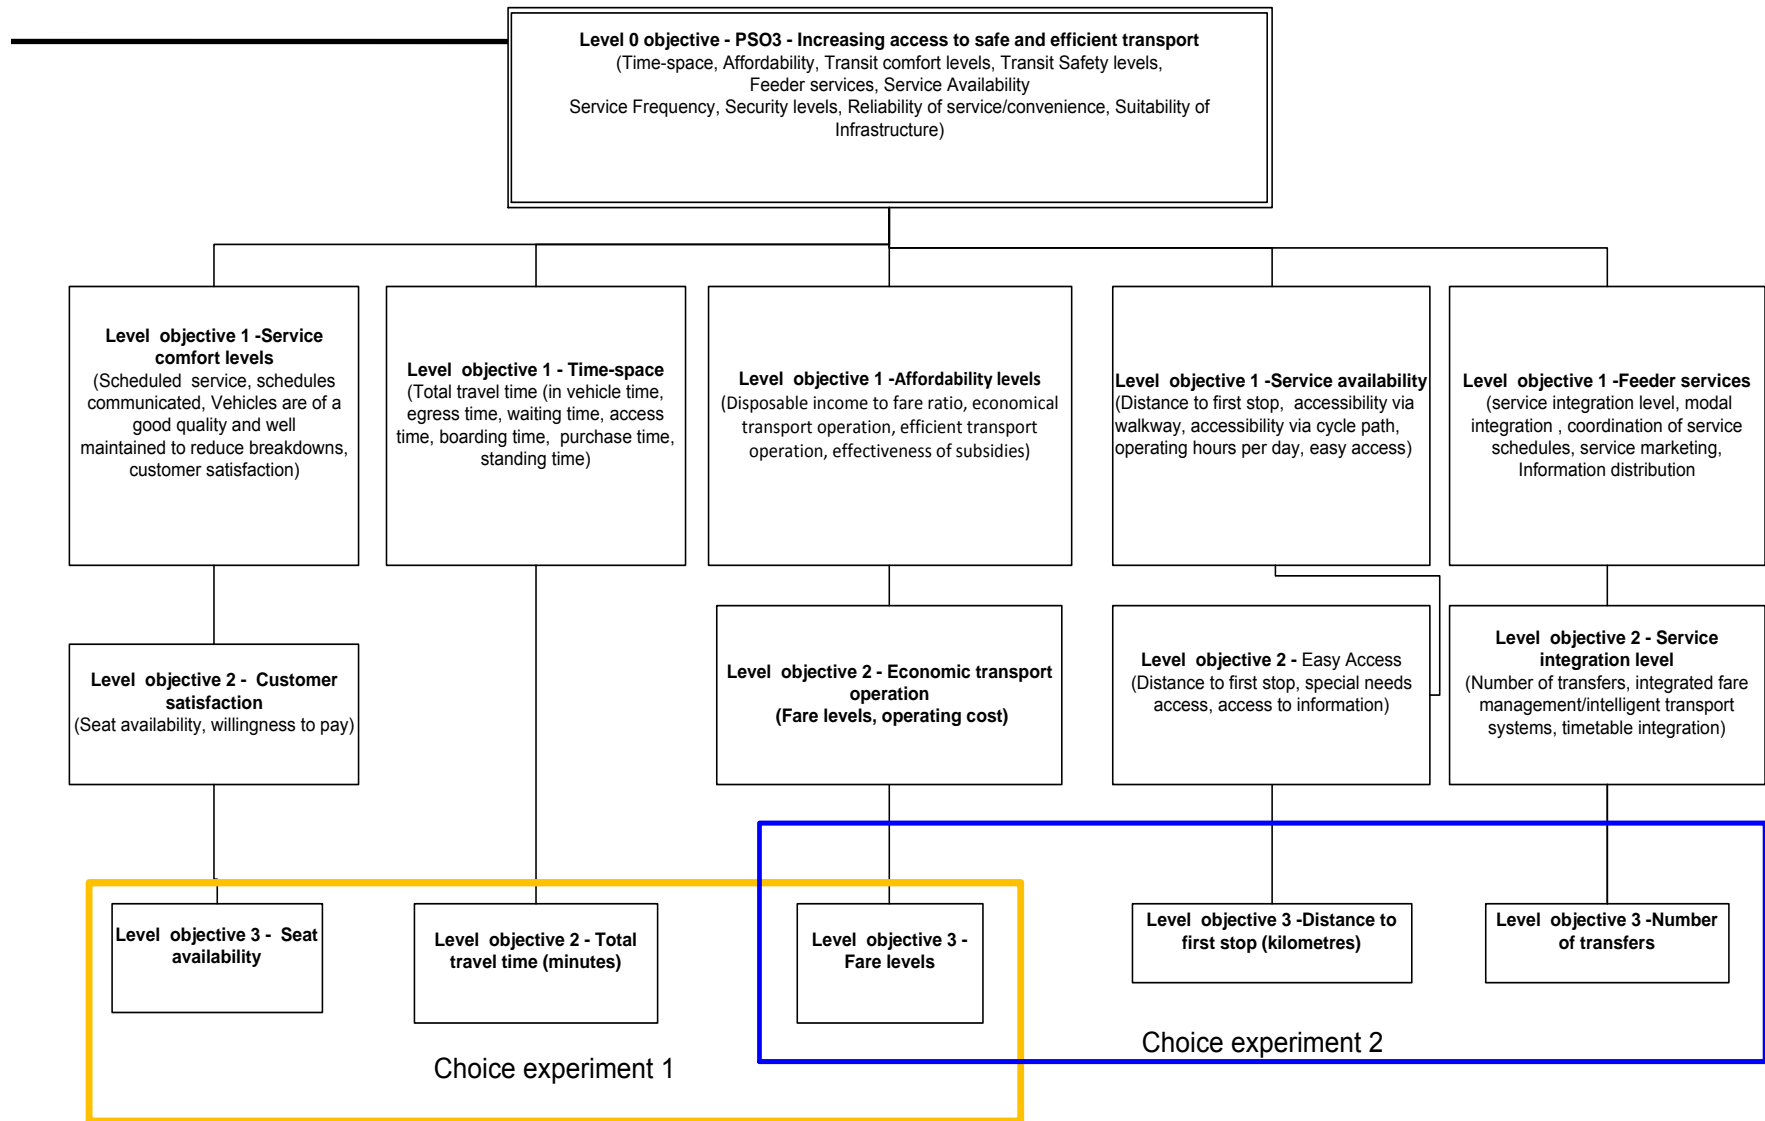 Level 0 objective - PSO3 - Increasing access to safe and efficient transport
(Time-space, Affordability, Transit comfort levels, Transit Safety levels,
Feeder services, Service Availability
Service Frequency, Security levels, Reliability of service/convenience, Suitability of
Infrastructure)
Level objective 1 -Service
comfort levels
(Scheduled service, schedules
communicated, Vehicles are of a
good quality and well
maintained to reduce breakdowns,
customer satisfaction)
Level objective 1 - Time-space
(Total travel time (in vehicle time,
egress time, waiting time, access
time, boarding time, purchase time,
standing time)
Level objective 1 -Affordability levels
(Disposable income to fare ratio, economical
transport operation, efficient transport
operation, effectiveness of subsidies)
Level objective 1 -Service availability
(Distance to first stop, accessibility via
walkway, accessibility via cycle path,
operating hours per day, easy access)
Level objective 1 -Feeder services
(service integration level, modal
integration , coordination of service
schedules, service marketing,
Information distribution
Level objective 2 - Customer
satisfaction
(Seat availability, willingness to pay)
Level objective 2 - Economic transport
operation
(Fare levels, operating cost)
Level objective 2 - Easy Access
(Distance to first stop, special needs
access, access to information)
Level objective 2 - Service
integration level
(Number of transfers, integrated fare
management/intelligent transport
systems, timetable integration)
Level objective 3 - Seat
availability
Level objective 2 - Total
travel time (minutes)
Level objective 3 -
Fare levels
Level objective 3 -Distance to
first stop (kilometres)
Level objective 3 -Number
of transfers
Choice experiment 1
Choice experiment 2